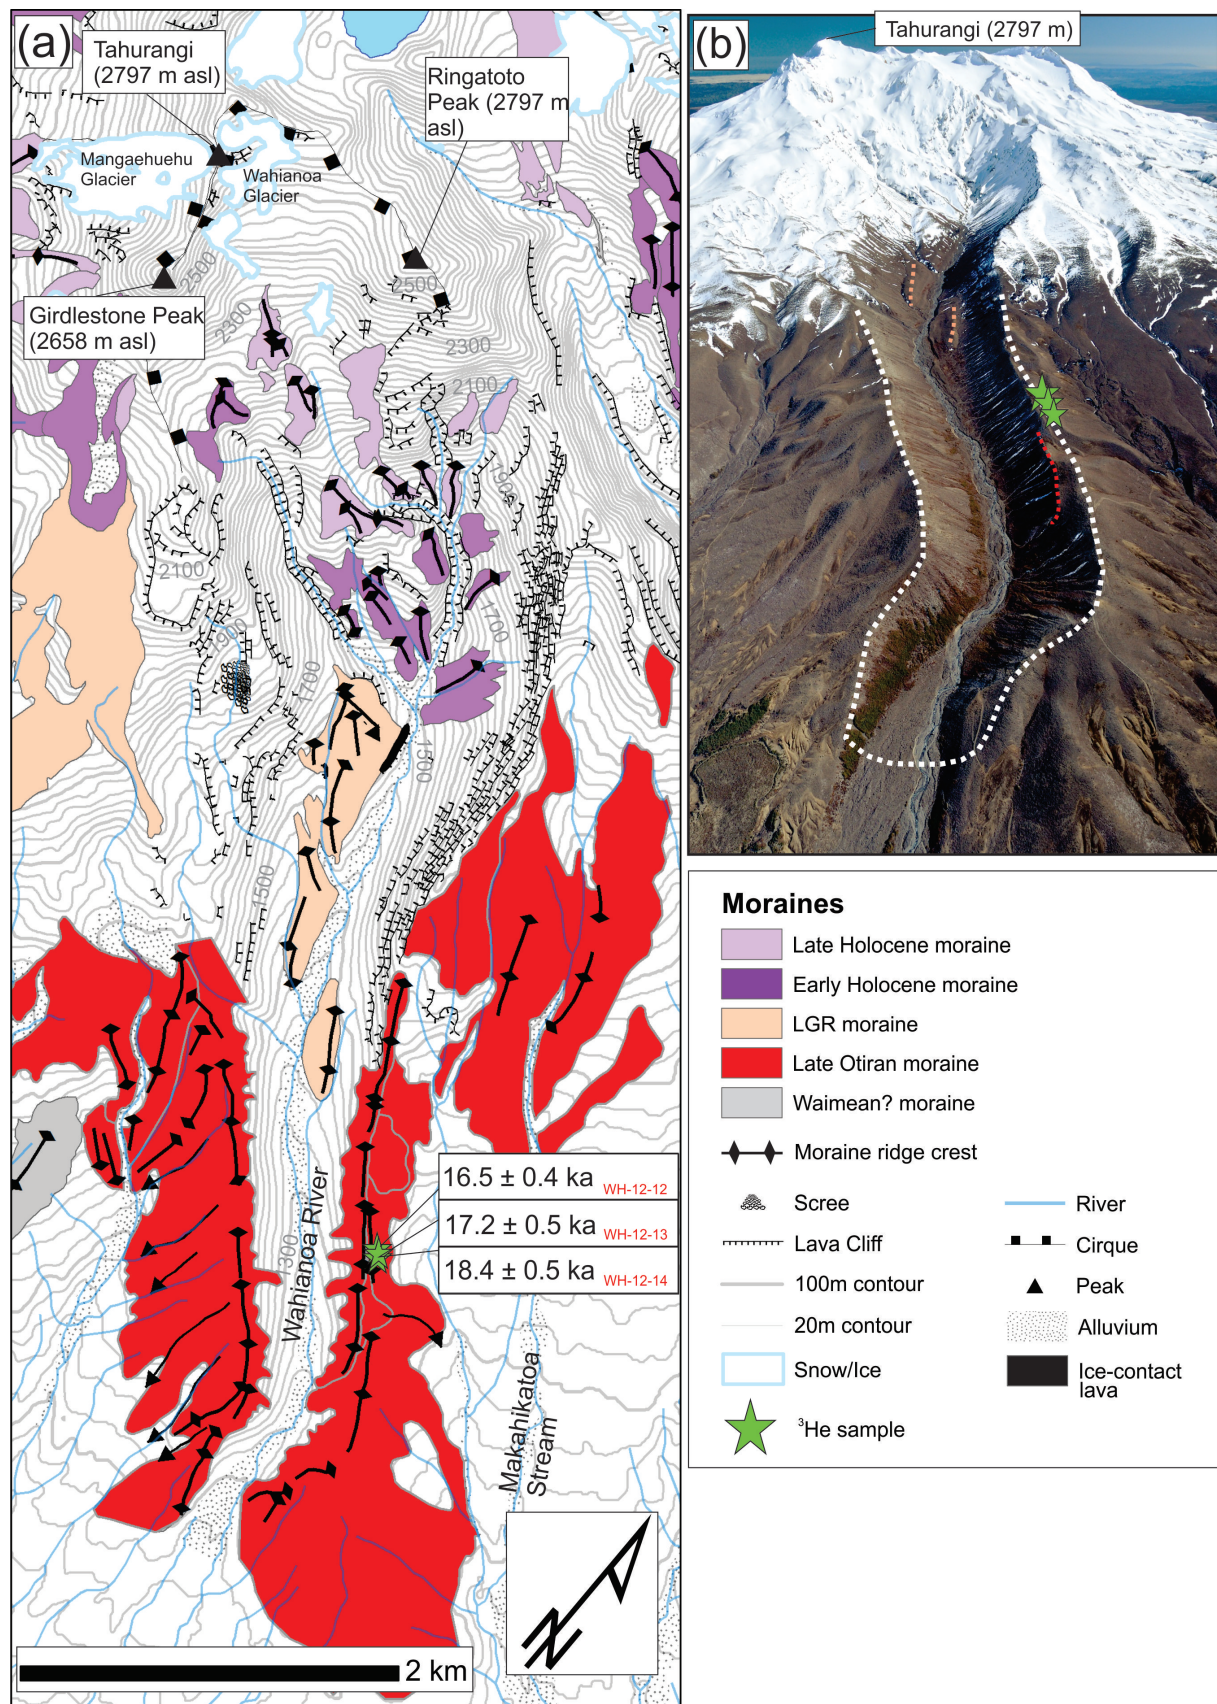 (a)
Tahurangi
(2797 m asl)
Ringatoto
Peak (2797 m
asl)
Mangaehuehu
Glacier
Wahianoa
Glacier
2500
2500
Girdlestone Peak
(2658 m asl)
2300
2300
2100
1900
2100
1900
1700
1700
1500
1500
1300
Wahianoa River
16.5 ± 0.4 ka WH-12-12
17.2 ± 0.5 ka WH-12-13
18.4 ± 0.5 ka WH-12-14
Makahikatoa
Stream
N
2 km
(b)
Tahurangi (2797 m)
Moraines
Late Holocene moraine
Early Holocene moraine
LGR moraine
Late Otiran moraine
Waimean? moraine
Moraine ridge crest
Scree
Lava Cliff
100m contour
20m contour
Snow/Ice
³He sample
River
Cirque
Peak
Alluvium
Ice-contact
lava